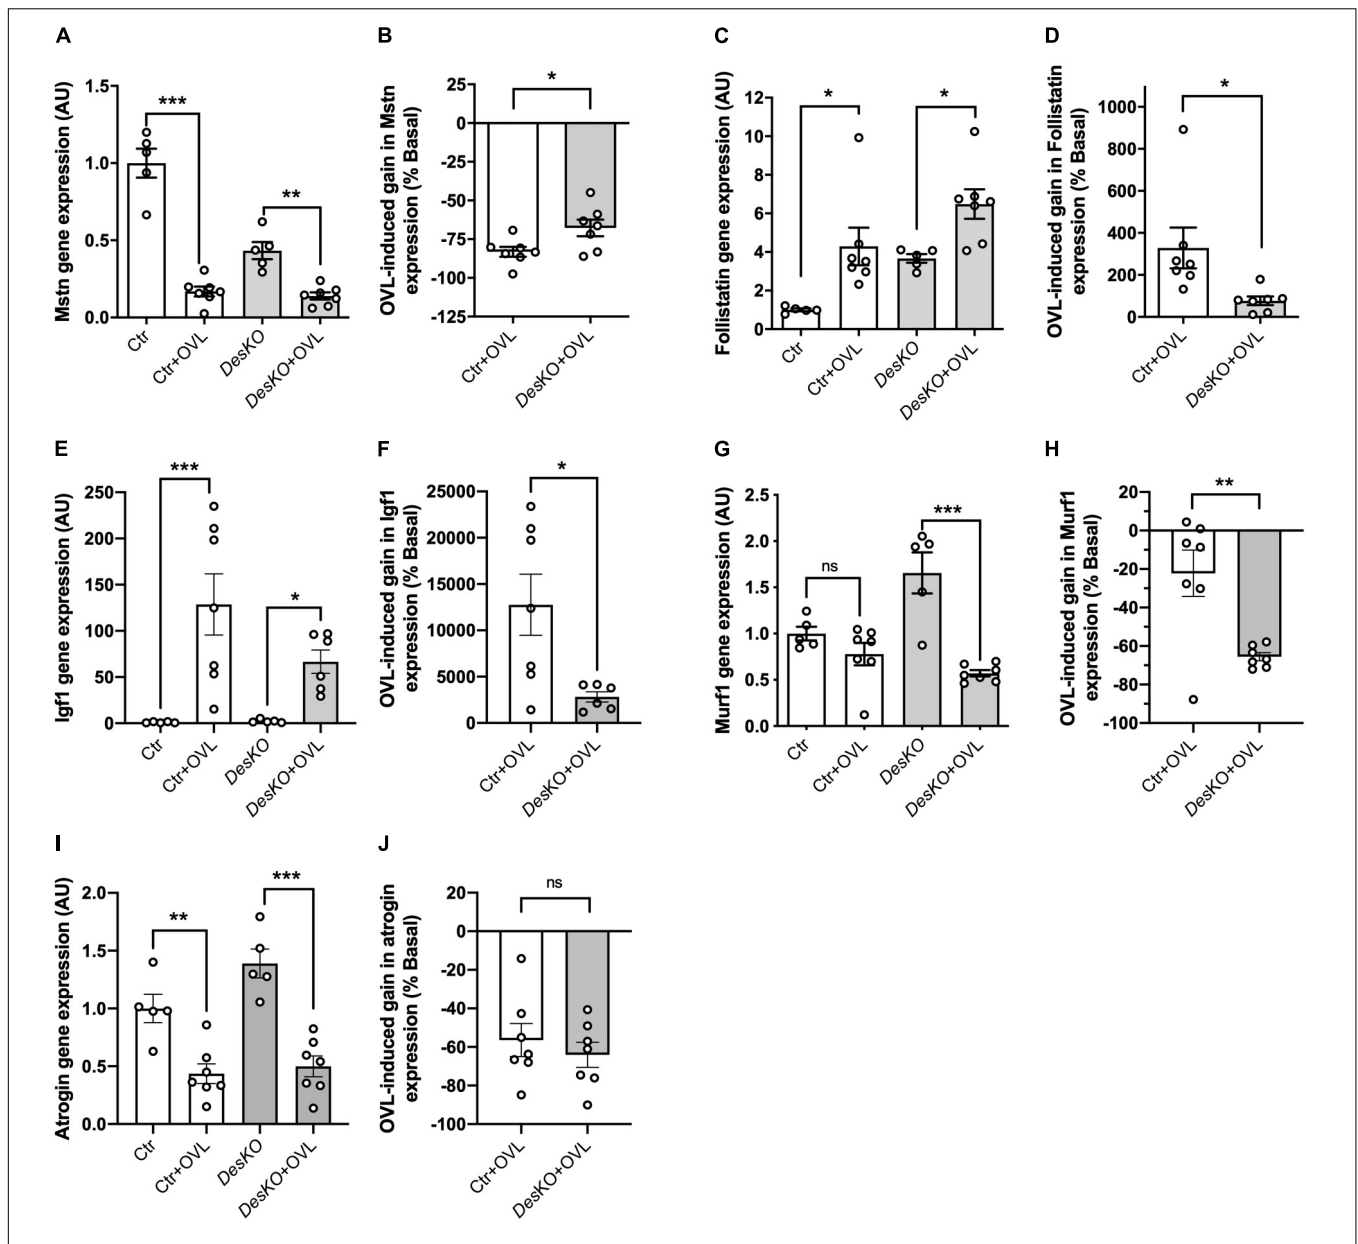 A
Mstn gene expression (AU)
1.5
1.0
0.5
0.0
***
**
Ctr
Ctr+OVL
DesKO
DesKO+OVL
B
OVL-induced gain in Mstn
expression (% Basal)
25
0
-25
-50
-75
-100
-125
*
Ctr+OVL
DesKO+OVL
C
Follistatin gene expression (AU)
12
10
8
6
4
2
0
*
*
Ctr
Ctr+OVL
DesKO
DesKO+OVL
D
OVL-induced gain in Follistatin
expression (% Basal)
1000
800
600
400
200
0
*
Ctr+OVL
DesKO+OVL
E
Igf1 gene expression (AU)
250
200
150
100
50
0
***
*
Ctr
Ctr+OVL
DesKO
DesKO+OVL
F
OVL-induced gain in Igf1
expression (% Basal)
25000
20000
15000
10000
5000
0
*
Ctr+OVL
DesKO+OVL
G
Murf1 gene expression (AU)
2.5
2.0
1.5
1.0
0.5
0.0
ns
***
Ctr
Ctr+OVL
DesKO
DesKO+OVL
H
OVL-induced gain in Murf1
expression (% Basal)
20
0
-20
-40
-60
-80
-100
**
Ctr+OVL
DesKO+OVL
I
Atrogin gene expression (AU)
2.0
1.5
1.0
0.5
0.0
**
***
Ctr
Ctr+OVL
DesKO
DesKO+OVL
J
OVL-induced gain in atrogin
expression (% Basal)
20
0
-20
-40
-60
-80
-100
ns
Ctr+OVL
DesKO+OVL